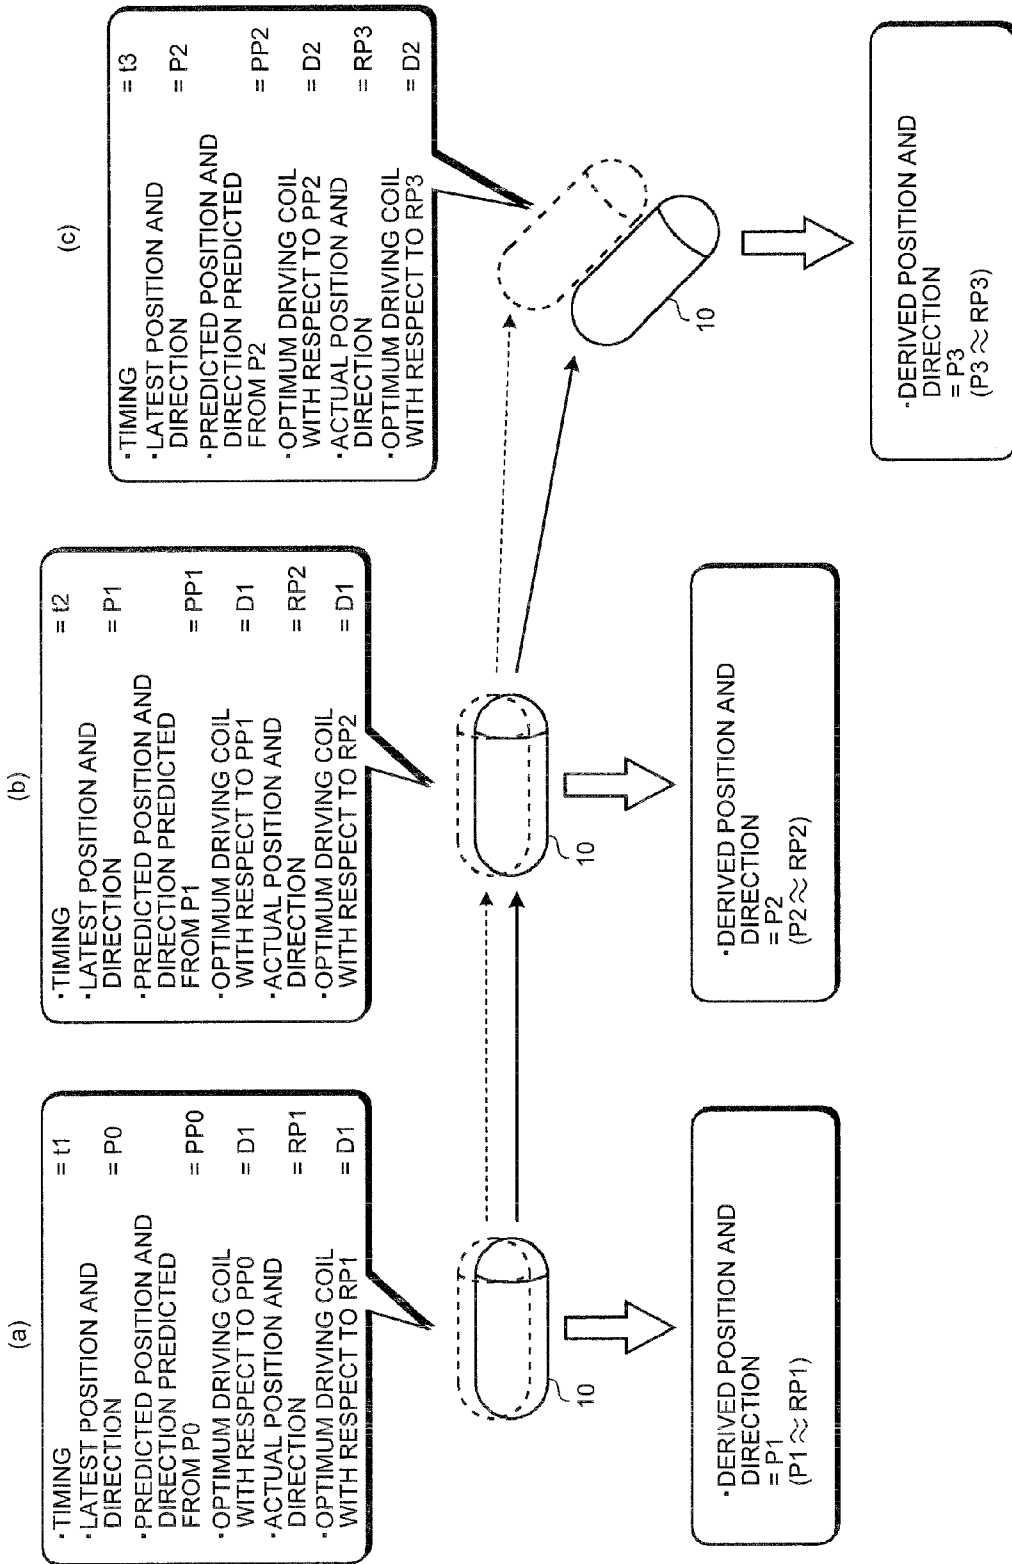 (a)
・TIMING = t1
・LATEST POSITION AND
DIRECTION = P0
・PREDICTED POSITION AND
DIRECTION PREDICTED
FROM P0 = PP0
・OPTIMUM DRIVING COIL
WITH RESPECT TO PP0 = D1
・ACTUAL POSITION AND
DIRECTION = RP1
・OPTIMUM DRIVING COIL
WITH RESPECT TO RP1 = D1
10
・DERIVED POSITION AND
DIRECTION
= P1
(P1≈RP1)
(b)
・TIMING = t2
・LATEST POSITION AND
DIRECTION = P1
・PREDICTED POSITION AND
DIRECTION PREDICTED
FROM P1 = PP1
・OPTIMUM DRIVING COIL
WITH RESPECT TO PP1 = D1
・ACTUAL POSITION AND
DIRECTION = RP2
・OPTIMUM DRIVING COIL
WITH RESPECT TO RP2 = D1
10
・DERIVED POSITION AND
DIRECTION
= P2
(P2≈RP2)
(c)
・TIMING = t3
・LATEST POSITION AND
DIRECTION = P2
・PREDICTED POSITION AND
DIRECTION PREDICTED
FROM P2 = PP2
・OPTIMUM DRIVING COIL
WITH RESPECT TO PP2 = D2
・ACTUAL POSITION AND
DIRECTION = RP3
・OPTIMUM DRIVING COIL
WITH RESPECT TO RP3 = D2
10
・DERIVED POSITION AND
DIRECTION
= P3
(P3≈RP3)